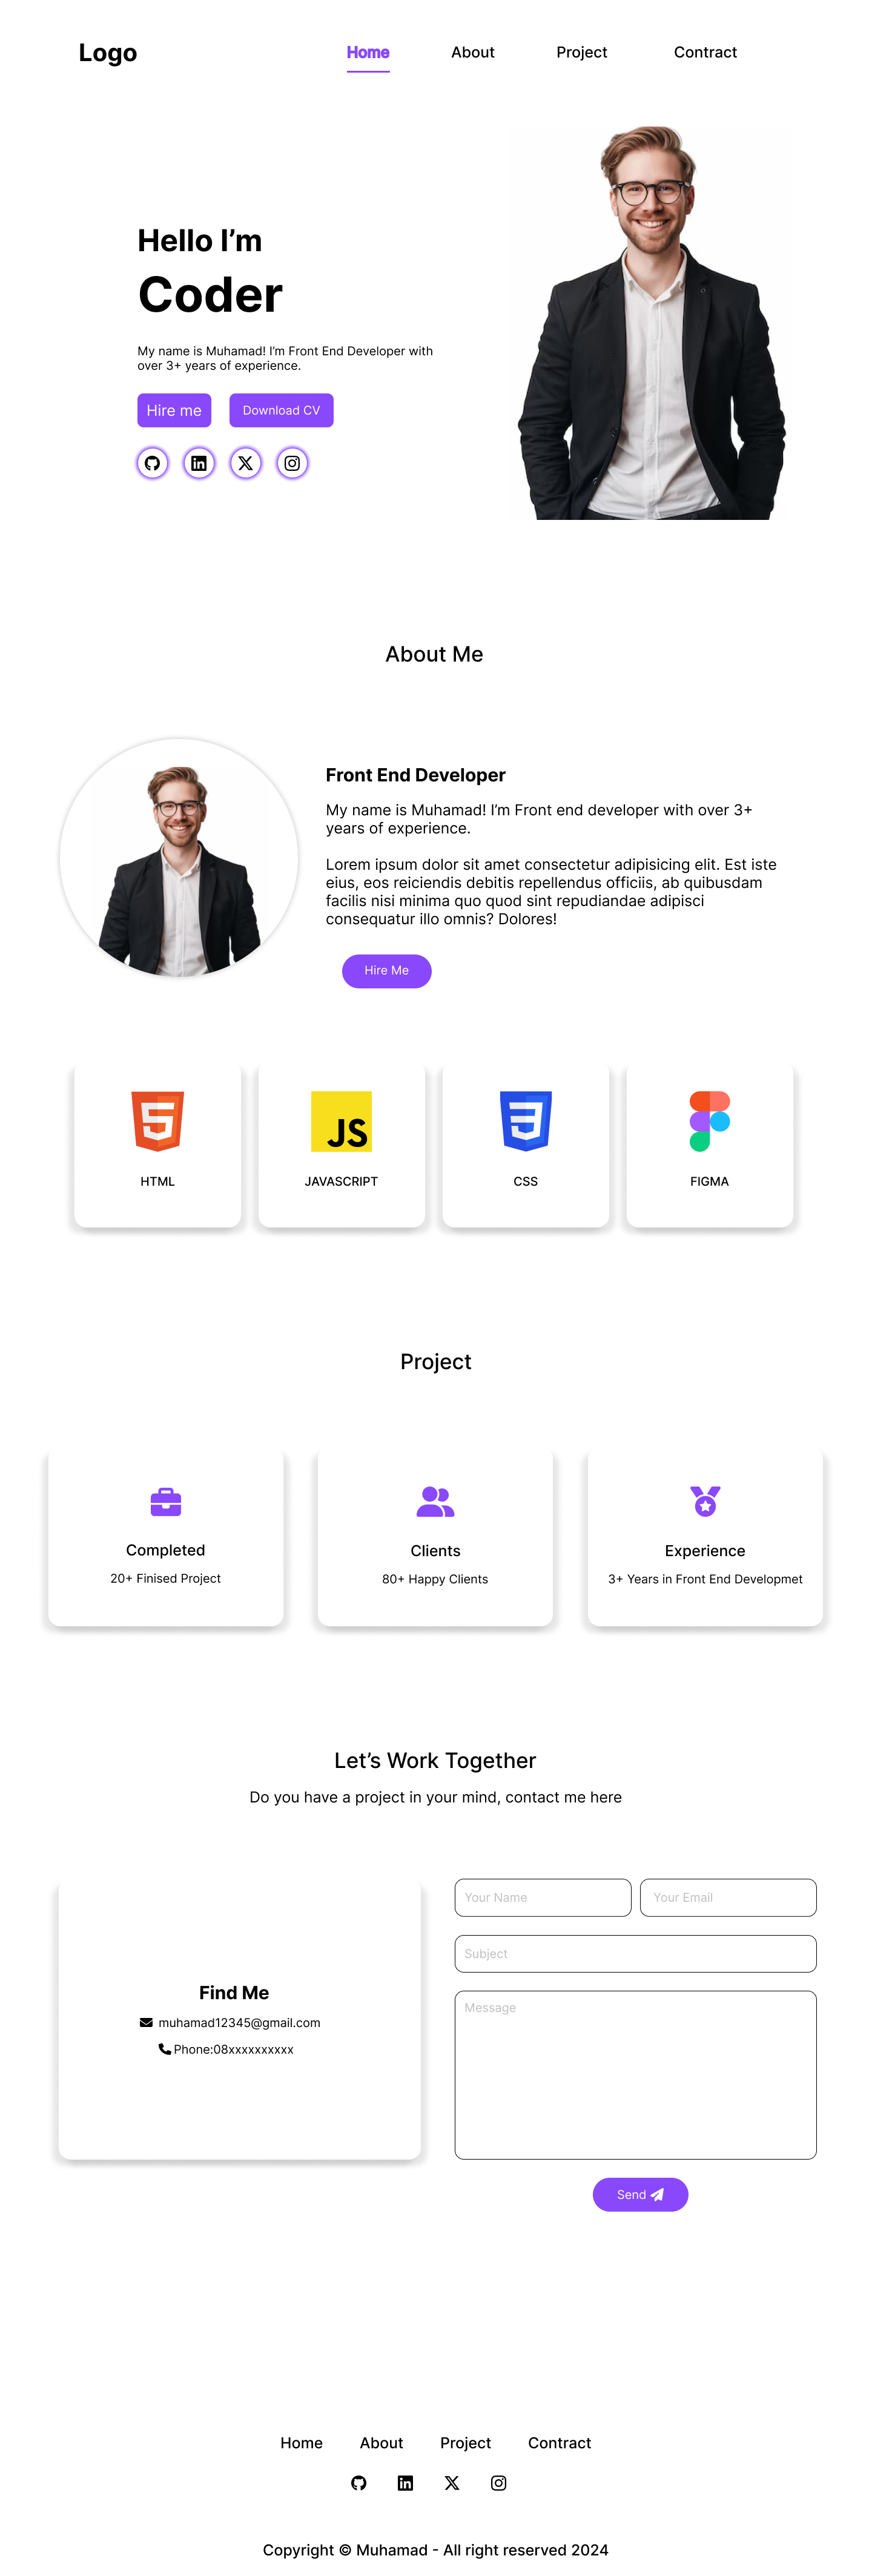 Logo
Home
About
Project
Contract
Hello I’m
Coder
My name is Muhamad! I’m Front End Developer with
over 3+ years of experience.
Hire me
Download CV
About Me
Front End Developer
My name is Muhamad! I’m Front end developer with over 3+
years of experience.
Lorem ipsum dolor sit amet consectetur adipisicing elit. Est iste
eius, eos reiciendis debitis repellendus officiis, ab quibusdam
facilis nisi minima quo quod sint repudiandae adipisci
consequatur illo omnis? Dolores!
Hire Me
5
JS
3
HTML
JAVASCRIPT
CSS
FIGMA
Project
Completed
20+ Finised Project
Clients
80+ Happy Clients
Experience
3+ Years in Front End Developmet
Let’s Work Together
Do you have a project in your mind, contact me here
Find Me
muhamad12345@gmail.com
Phone:08xxxxxxxxxx
Your Name
Your Email
Subject
Message
Send
Home
About
Project
Contract
Copyright © Muhamad - All right reserved 2024